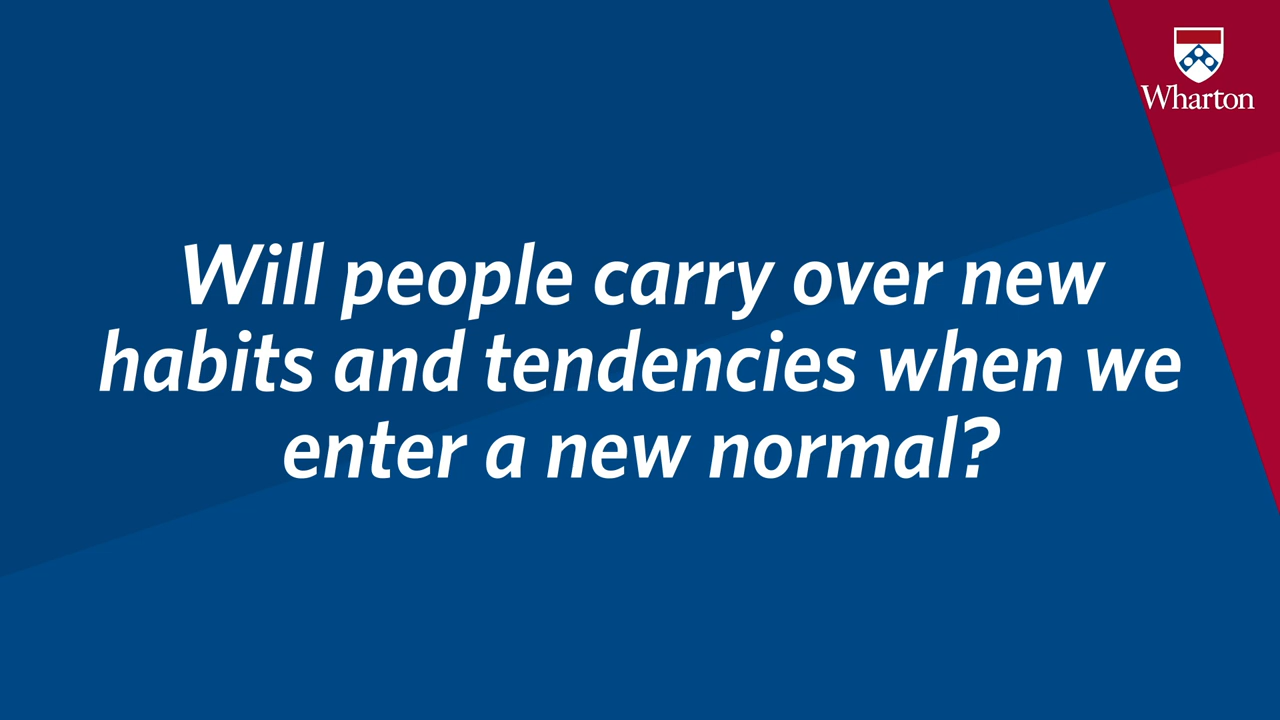 Wharton
Will people carry over new
habits and tendencies when we
enter a new normal?